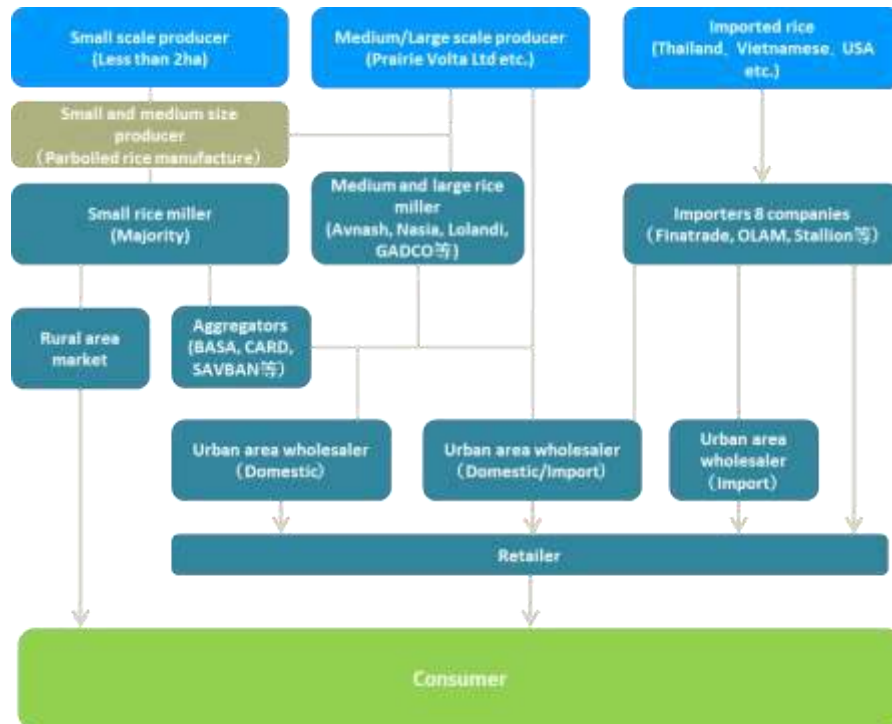 Small scale producer
(Less than 2ha)
Medium/Large scale producer
(Prairie Volta Ltd etc.)
Imported rice
(Thailand、Vietnamese、USA
etc.)
Small and medium size
producer
（Parboiled rice manufacture）
Small rice miller
(Majority)
Medium and large rice
miller
(Avnash, Nasia, Lolandi,
GADCO等)
Importers 8 companies
（Finatrade, OLAM, Stallion等）
Rural area
market
Aggregators
(BASA, CARD,
SAVBAN等）
Urban area wholesaler
（Domestic）
Urban area wholesaler
（Domestic/Import）
Urban area
wholesaler
（Import）
Retailer
Consumer